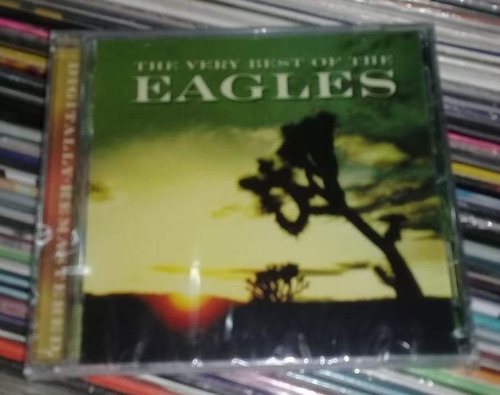 THE VERY BEST OF THE
EAGLES
DIGITALLY REMASTERED